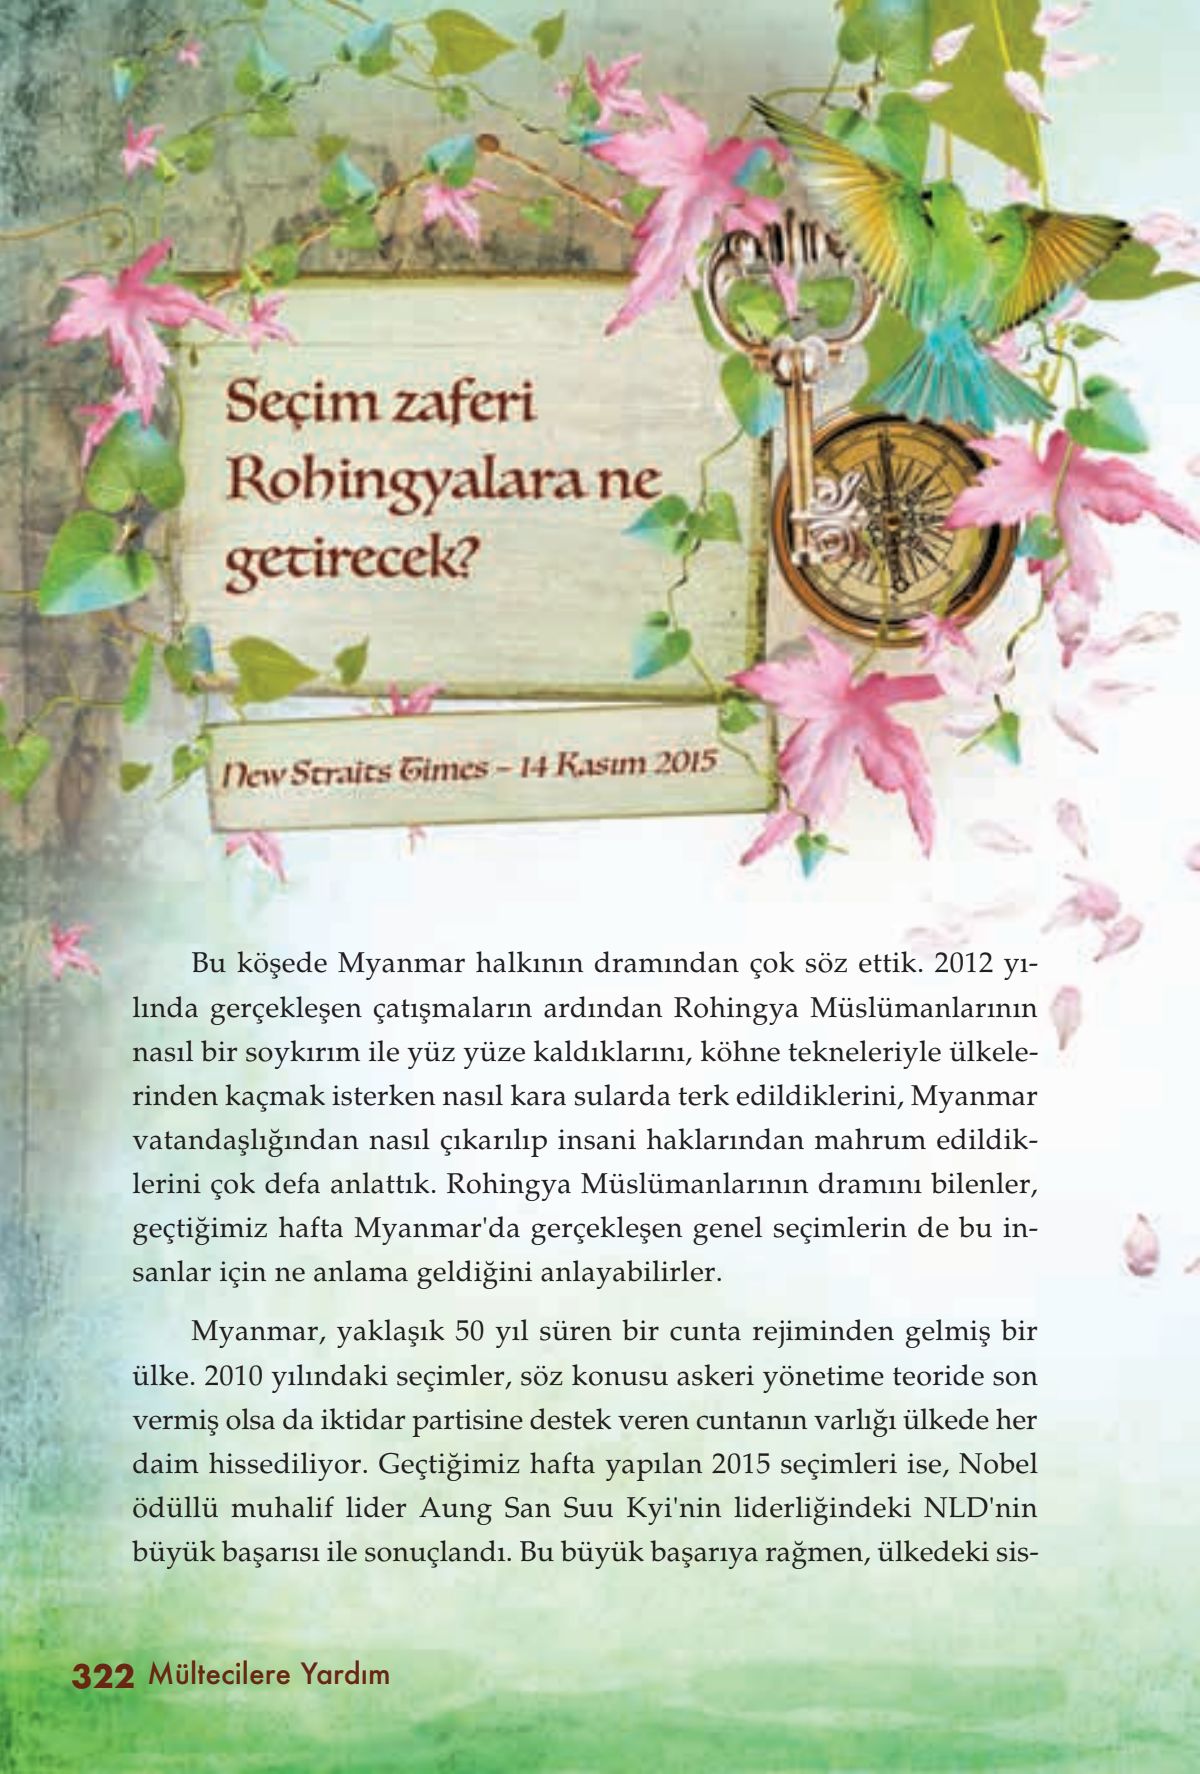 Seçim zaferi
Rohingyalara ne
getirecek?
New Straits Times – 14 Kasım 2015
Bu köşede Myanmar halkının dramından çok söz ettik. 2012 yı-
lında gerçekleşen çatışmaların ardından Rohingya Müslümanlarının
nasıl bir soykırım ile yüz yüze kaldıklarını, köhne tekneleriyle ülkele-
rinden kaçmak isterken nasıl kara sularda terk edildiklerini, Myanmar
vatandaşlığından nasıl çıkarılıp insani haklarından mahrum edildik-
lerini çok defa anlattık. Rohingya Müslümanlarının dramını bilenler,
geçtiğimiz hafta Myanmar'da gerçekleşen genel seçimlerin de bu in-
sanlar için ne anlama geldiğini anlayabilirler.
Myanmar, yaklaşık 50 yıl süren bir cunta rejiminden gelmiş bir
ülke. 2010 yılındaki seçimler, söz konusu askeri yönetime teoride son
vermiş olsa da iktidar partisine destek veren cuntanın varlığı ülkede her
daim hissediliyor. Geçtiğimiz hafta yapılan 2015 seçimleri ise, Nobel
ödüllü muhalif lider Aung San Suu Kyi'nin liderliğindeki NLD'nin
büyük başarısı ile sonuçlandı. Bu büyük başarıya rağmen, ülkedeki sis-
322 Mültecilere Yardım